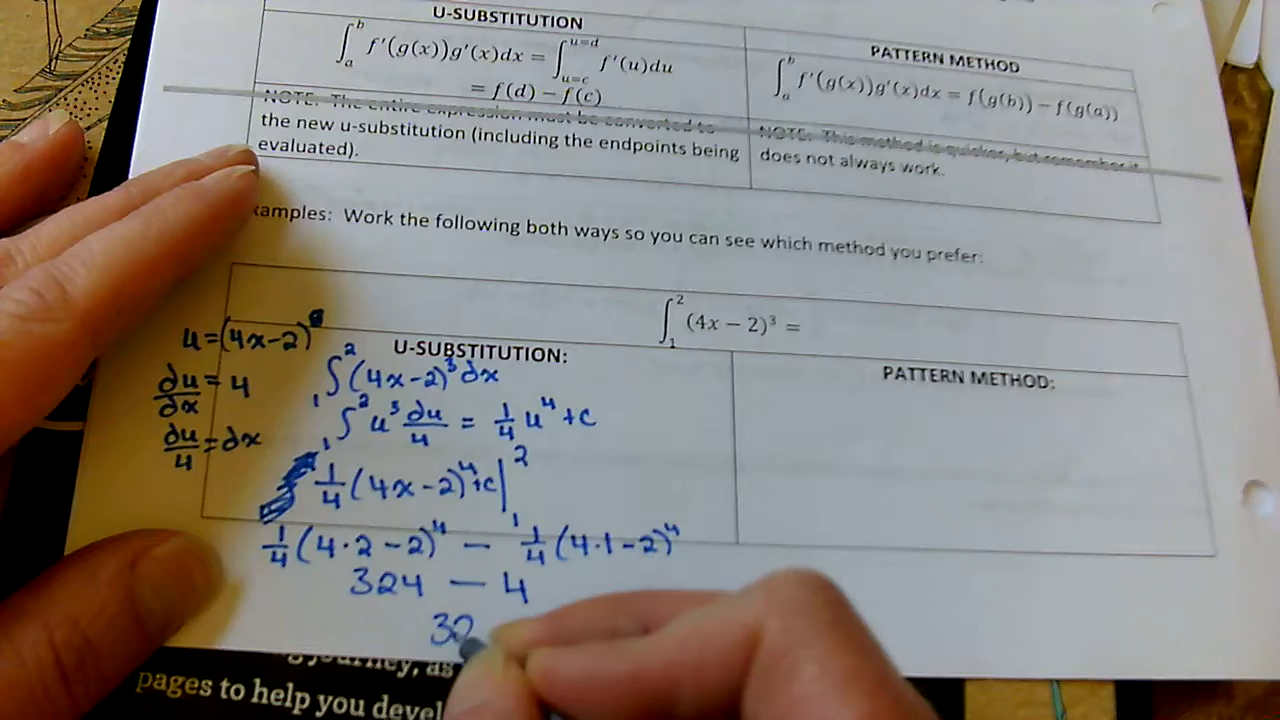 U-SUBSTITUTION
∫_a^b f'(g(x))g'(x)dx = ∫_{u=c}^{u=d} f'(u)du
= f(d) − f(c)
NOTE: The entire expression must be converted to
the new u-substitution (including the endpoints being
evaluated).
PATTERN METHOD
∫_a^b f'(g(x))g'(x)dx = f(g(b)) − f(g(a))
NOTE: This method is quicker, but remember it
does not always work.
xamples: Work the following both ways so you can see which method you prefer:
∫_1^2 (4x − 2)³ =
U-SUBSTITUTION:
PATTERN METHOD:
u=(4x-2)
du/dx = 4
du/4 = dx
∫_1^2 (4x-2)³dx
∫_1^2 u³ du/4 = 1/4 u⁴ + c
1/4 (4x-2)⁴+c|_1^2
1/4 (4·2-2)⁴ − 1/4 (4·1-2)⁴
324 − 4
32
journey, as
pages to help you devel